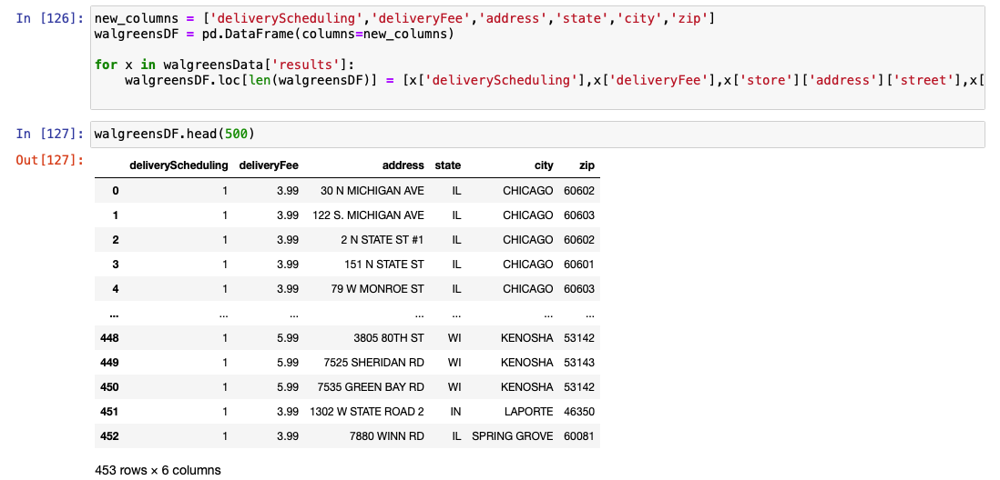 In [126]: new_columns = ['deliveryScheduling','deliveryFee','address','state','city','zip']
walgreensDF = pd.DataFrame(columns=new_columns)
for x in walgreensData['results']:
walgreensDF.loc[len(walgreensDF)] = [x['deliveryScheduling'],x['deliveryFee'],x['store']['address']['street'],x[
In [127]: walgreensDF.head(500)
Out[127]:
deliveryScheduling deliveryFee address state city zip
0 1 3.99 30 N MICHIGAN AVE IL CHICAGO 60602
1 1 3.99 122 S. MICHIGAN AVE IL CHICAGO 60603
2 1 3.99 2 N STATE ST #1 IL CHICAGO 60602
3 1 3.99 151 N STATE ST IL CHICAGO 60601
4 1 3.99 79 W MONROE ST IL CHICAGO 60603
... ... ... ... ... ... ...
448 1 5.99 3805 80TH ST WI KENOSHA 53142
449 1 5.99 7525 SHERIDAN RD WI KENOSHA 53143
450 1 5.99 7535 GREEN BAY RD WI KENOSHA 53142
451 1 3.99 1302 W STATE ROAD 2 IN LAPORTE 46350
452 1 3.99 7880 WINN RD IL SPRING GROVE 60081
453 rows × 6 columns